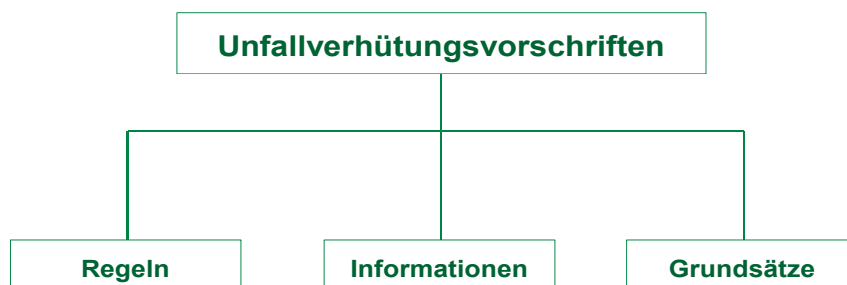 Unfallverhütungsvorschriften
Regeln
Informationen
Grundsätze